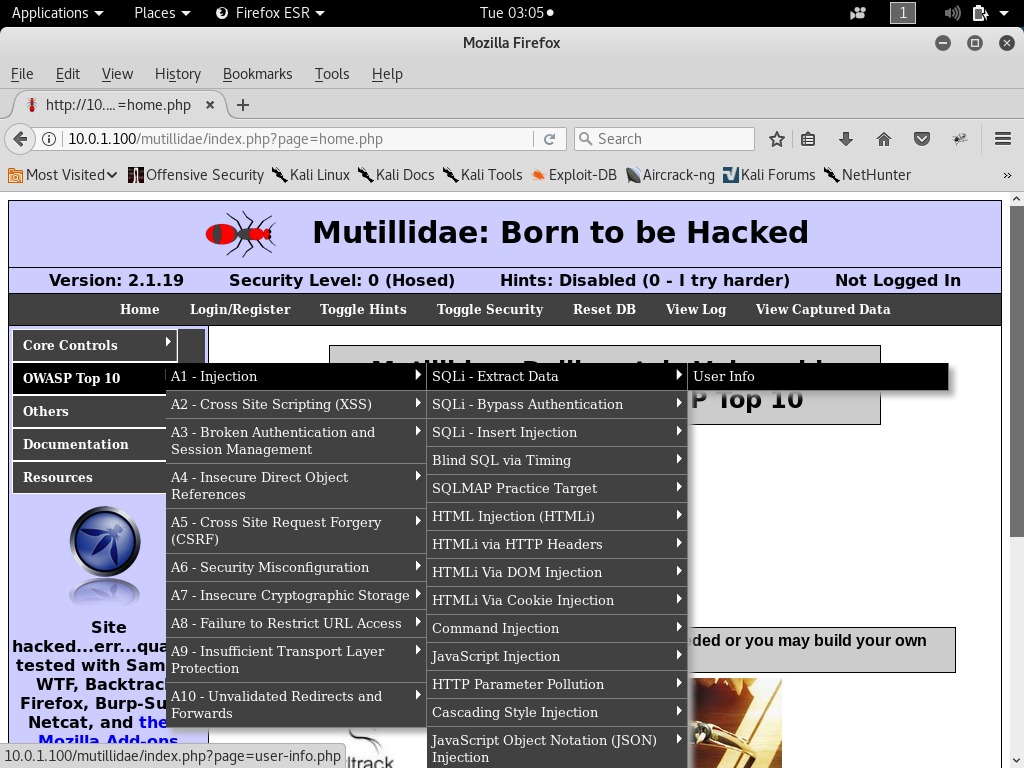 Applications Places Firefox ESR Tue 03:05 1
Mozilla Firefox
File Edit View History Bookmarks Tools Help
http://10....=home.php
10.0.1.100/mutillidae/index.php?page=home.php Search
Most Visited Offensive Security Kali Linux Kali Docs Kali Tools Exploit-DB Aircrack-ng Kali Forums NetHunter »
Mutillidae: Born to be Hacked
Version: 2.1.19 Security Level: 0 (Hosed) Hints: Disabled (0 - I try harder) Not Logged In
Home Login/Register Toggle Hints Toggle Security Reset DB View Log View Captured Data
Core Controls
OWASP Top 10
Others
Documentation
Resources
A1 - Injection
A2 - Cross Site Scripting (XSS)
A3 - Broken Authentication and
Session Management
A4 - Insecure Direct Object
References
A5 - Cross Site Request Forgery
(CSRF)
A6 - Security Misconfiguration
A7 - Insecure Cryptographic Storage
A8 - Failure to Restrict URL Access
A9 - Insufficient Transport Layer
Protection
A10 - Unvalidated Redirects and
Forwards
SQLi - Extract Data
SQLi - Bypass Authentication
SQLi - Insert Injection
Blind SQL via Timing
SQLMAP Practice Target
HTML Injection (HTMLi)
HTMLi via HTTP Headers
HTMLi Via DOM Injection
HTMLi Via Cookie Injection
Command Injection
JavaScript Injection
HTTP Parameter Pollution
Cascading Style Injection
JavaScript Object Notation (JSON)
Injection
User Info
P Top 10
ded or you may build your own
Site
hacked...err...qua
tested with Sam
WTF, Backtrac
Firefox, Burp-Su
Netcat, and the
Mozilla Add-ons
ltrack
10.0.1.100/mutillidae/index.php?page=user-info.php